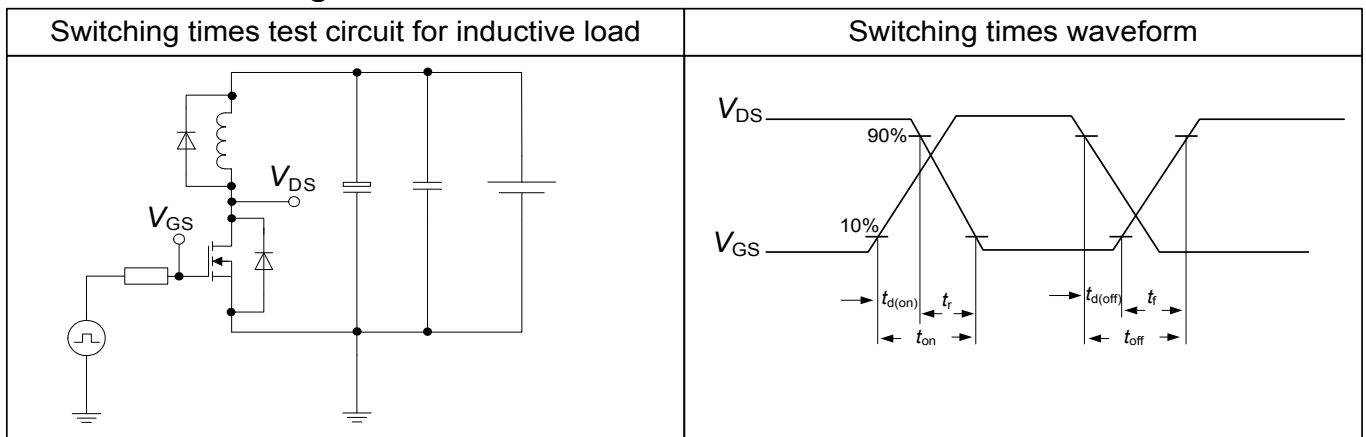 Switching times test circuit for inductive load
Switching times waveform
VDS
VGS
VDS
90%
10%
VGS
td(on)
tr
td(off)
tf
ton
toff